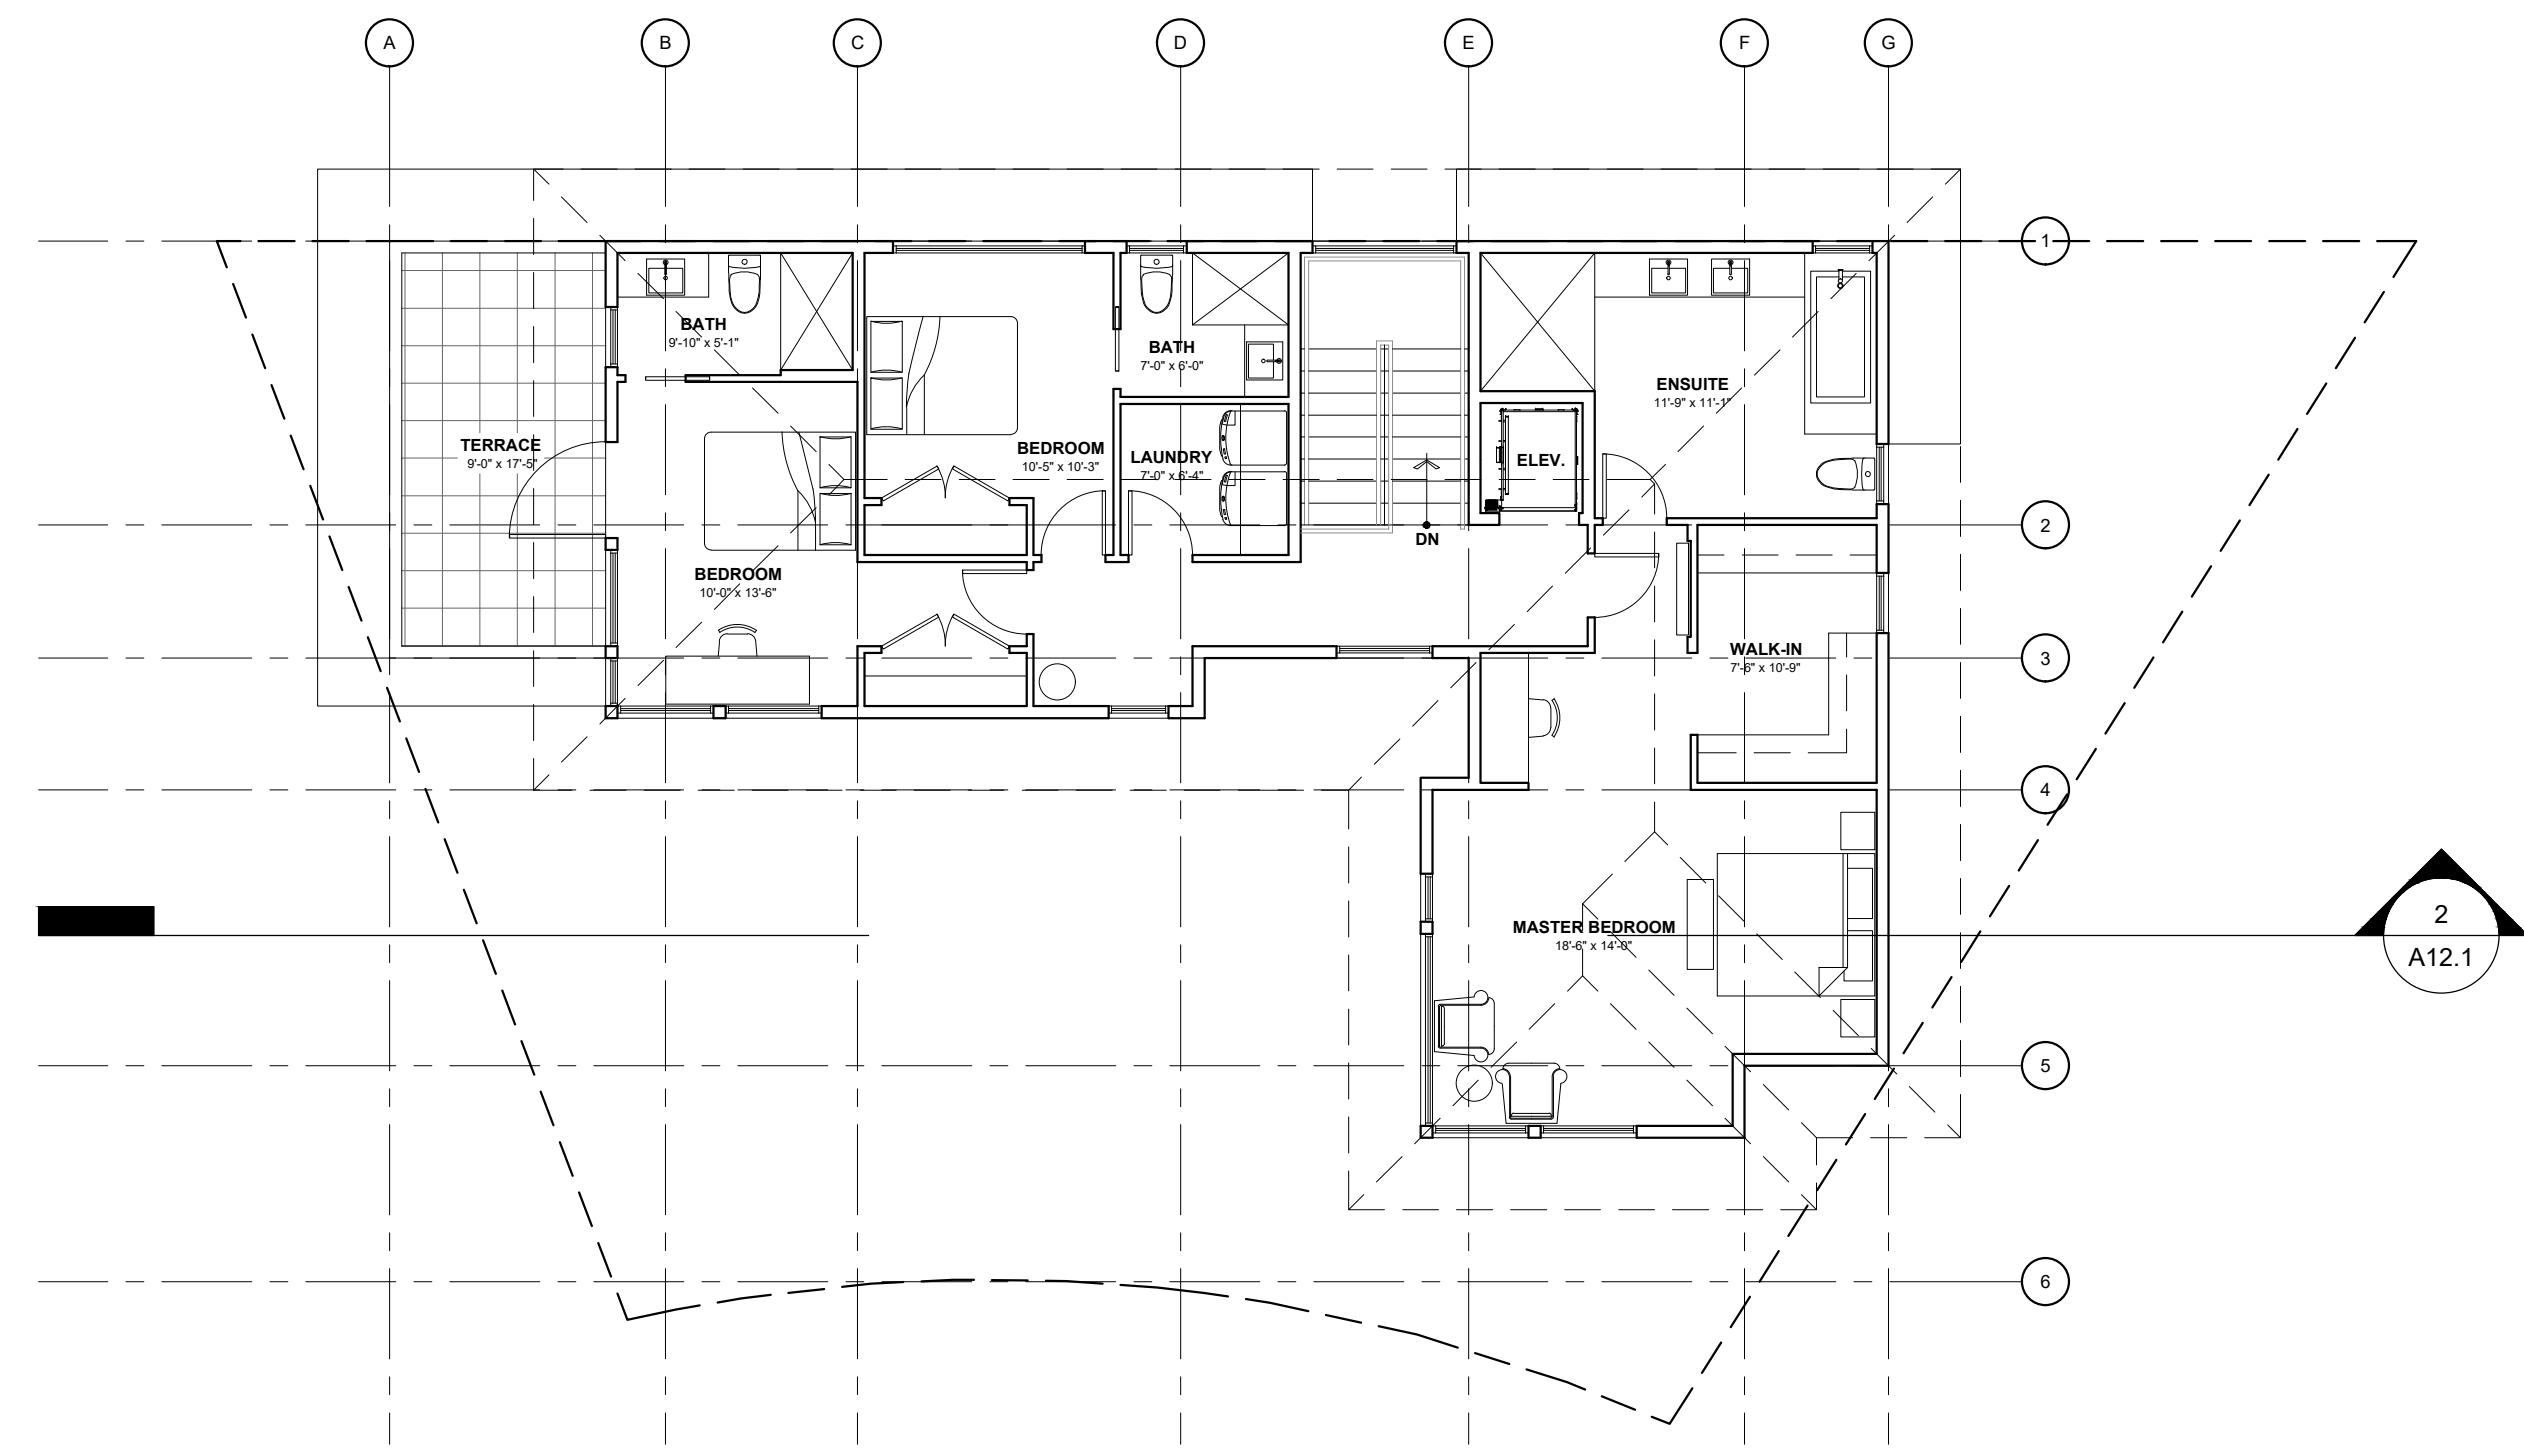 A
B
C
D
E
F
G
1
BATH
9'-10" x 5'-1"
BATH
7'-0" x 6'-0"
ENSUITE
11'-9" x 11'-1"
TERRACE
9'-0" x 17'-5"
BEDROOM
10'-5" x 10'-3"
LAUNDRY
7'-0" x 6'-4"
ELEV.
2
DN
BEDROOM
10'-0" x 13'-6"
WALK-IN
7'-6" x 10'-9"
3
4
MASTER BEDROOM
18'-6" x 14'-0"
2
A12.1
5
6